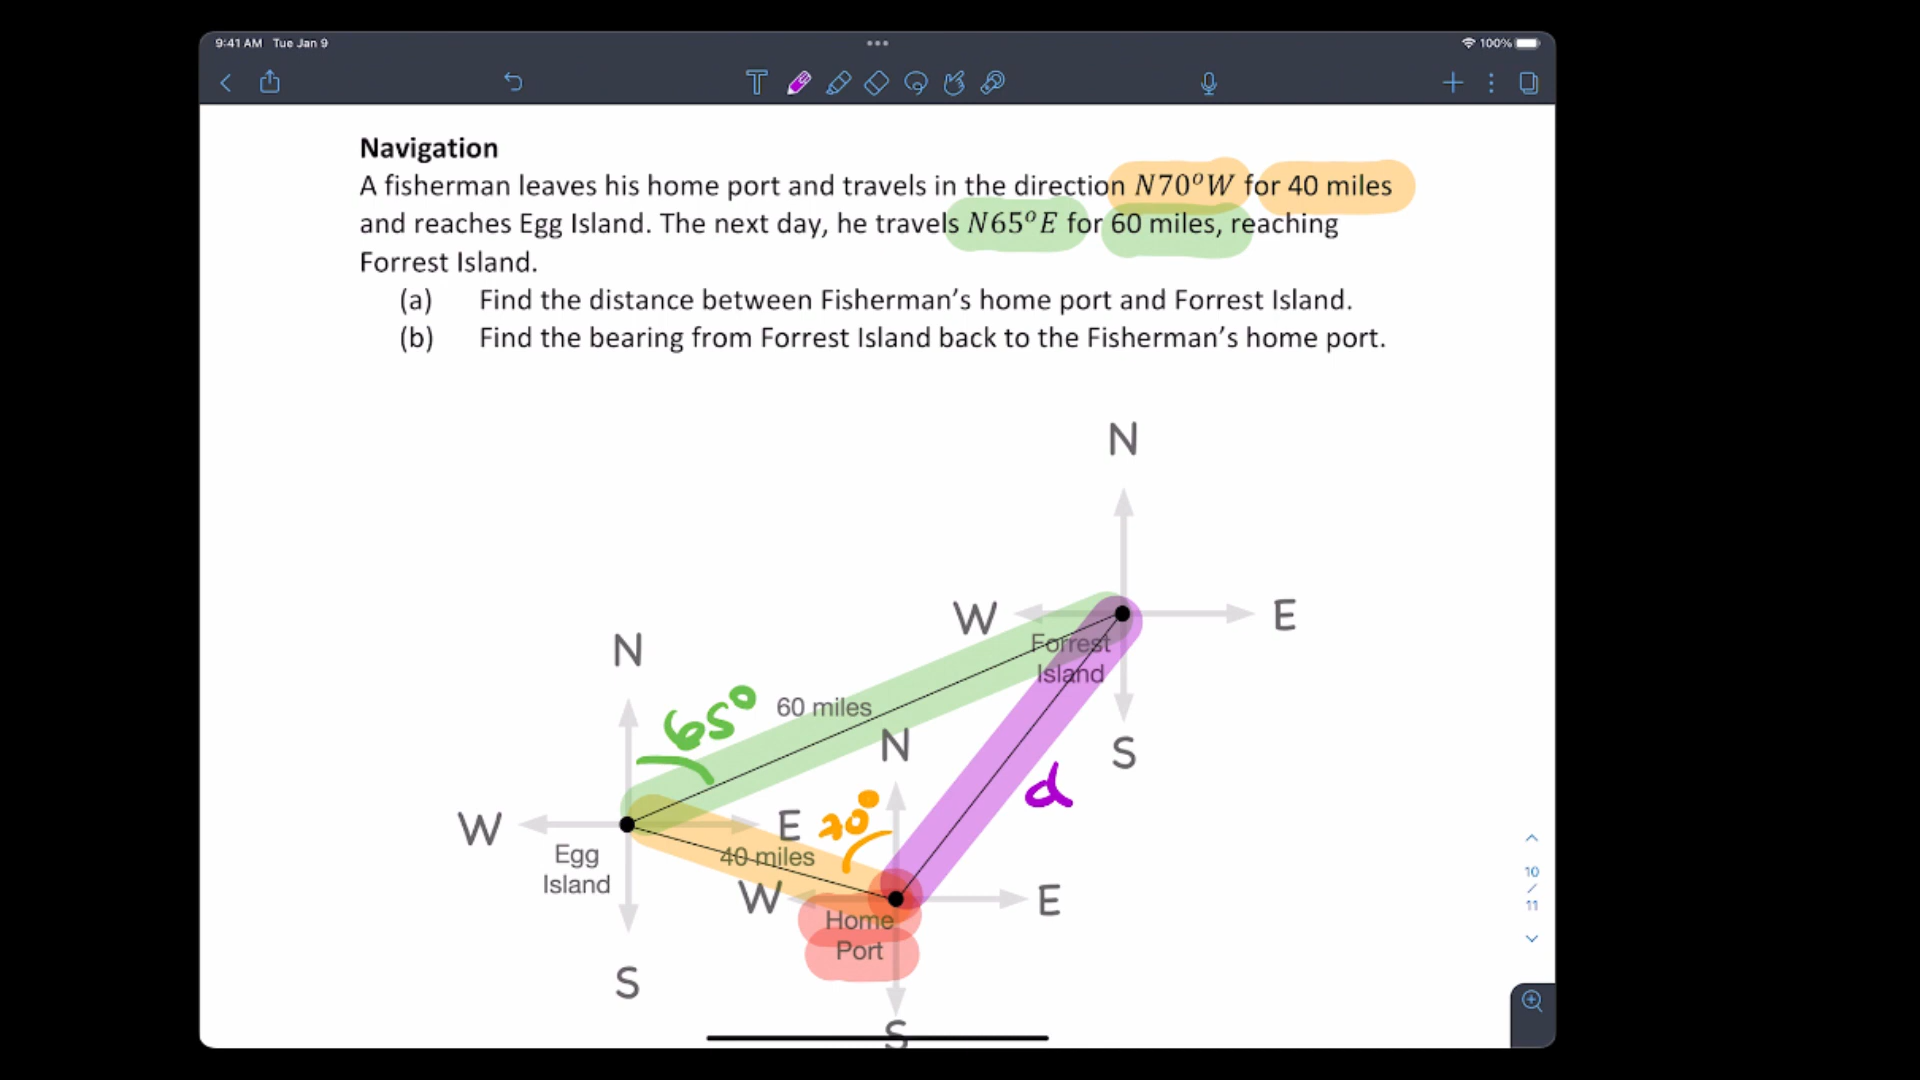 9:41 AM Tue Jan 9
100%
Navigation
A fisherman leaves his home port and travels in the direction N70°W for 40 miles
and reaches Egg Island. The next day, he travels N65°E for 60 miles, reaching
Forrest Island.
(a) Find the distance between Fisherman’s home port and Forrest Island.
(b) Find the bearing from Forrest Island back to the Fisherman’s home port.
N
W
E
Forrest
Island
S
N
65°
60 miles
N
d
W
E
70°
Egg
Island
40 miles
W
E
Home
Port
S
S
10
/
11